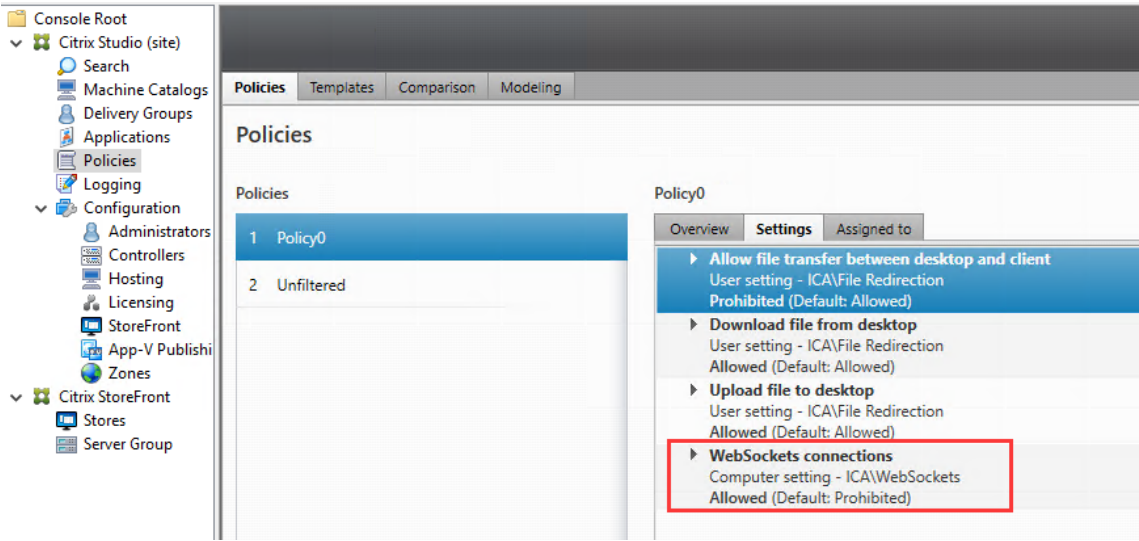 Console Root
Citrix Studio (site)
Search
Machine Catalogs
Delivery Groups
Applications
Policies
Logging
Configuration
Administrators
Controllers
Hosting
Licensing
StoreFront
App-V Publishi
Zones
Citrix StoreFront
Stores
Server Group
Policies Templates Comparison Modeling
Policies
Policies
1 Policy0
2 Unfiltered
Policy0
Overview Settings Assigned to
Allow file transfer between desktop and client
User setting - ICA\File Redirection
Prohibited (Default: Allowed)
Download file from desktop
User setting - ICA\File Redirection
Allowed (Default: Allowed)
Upload file to desktop
User setting - ICA\File Redirection
Allowed (Default: Allowed)
WebSockets connections
Computer setting - ICA\WebSockets
Allowed (Default: Prohibited)